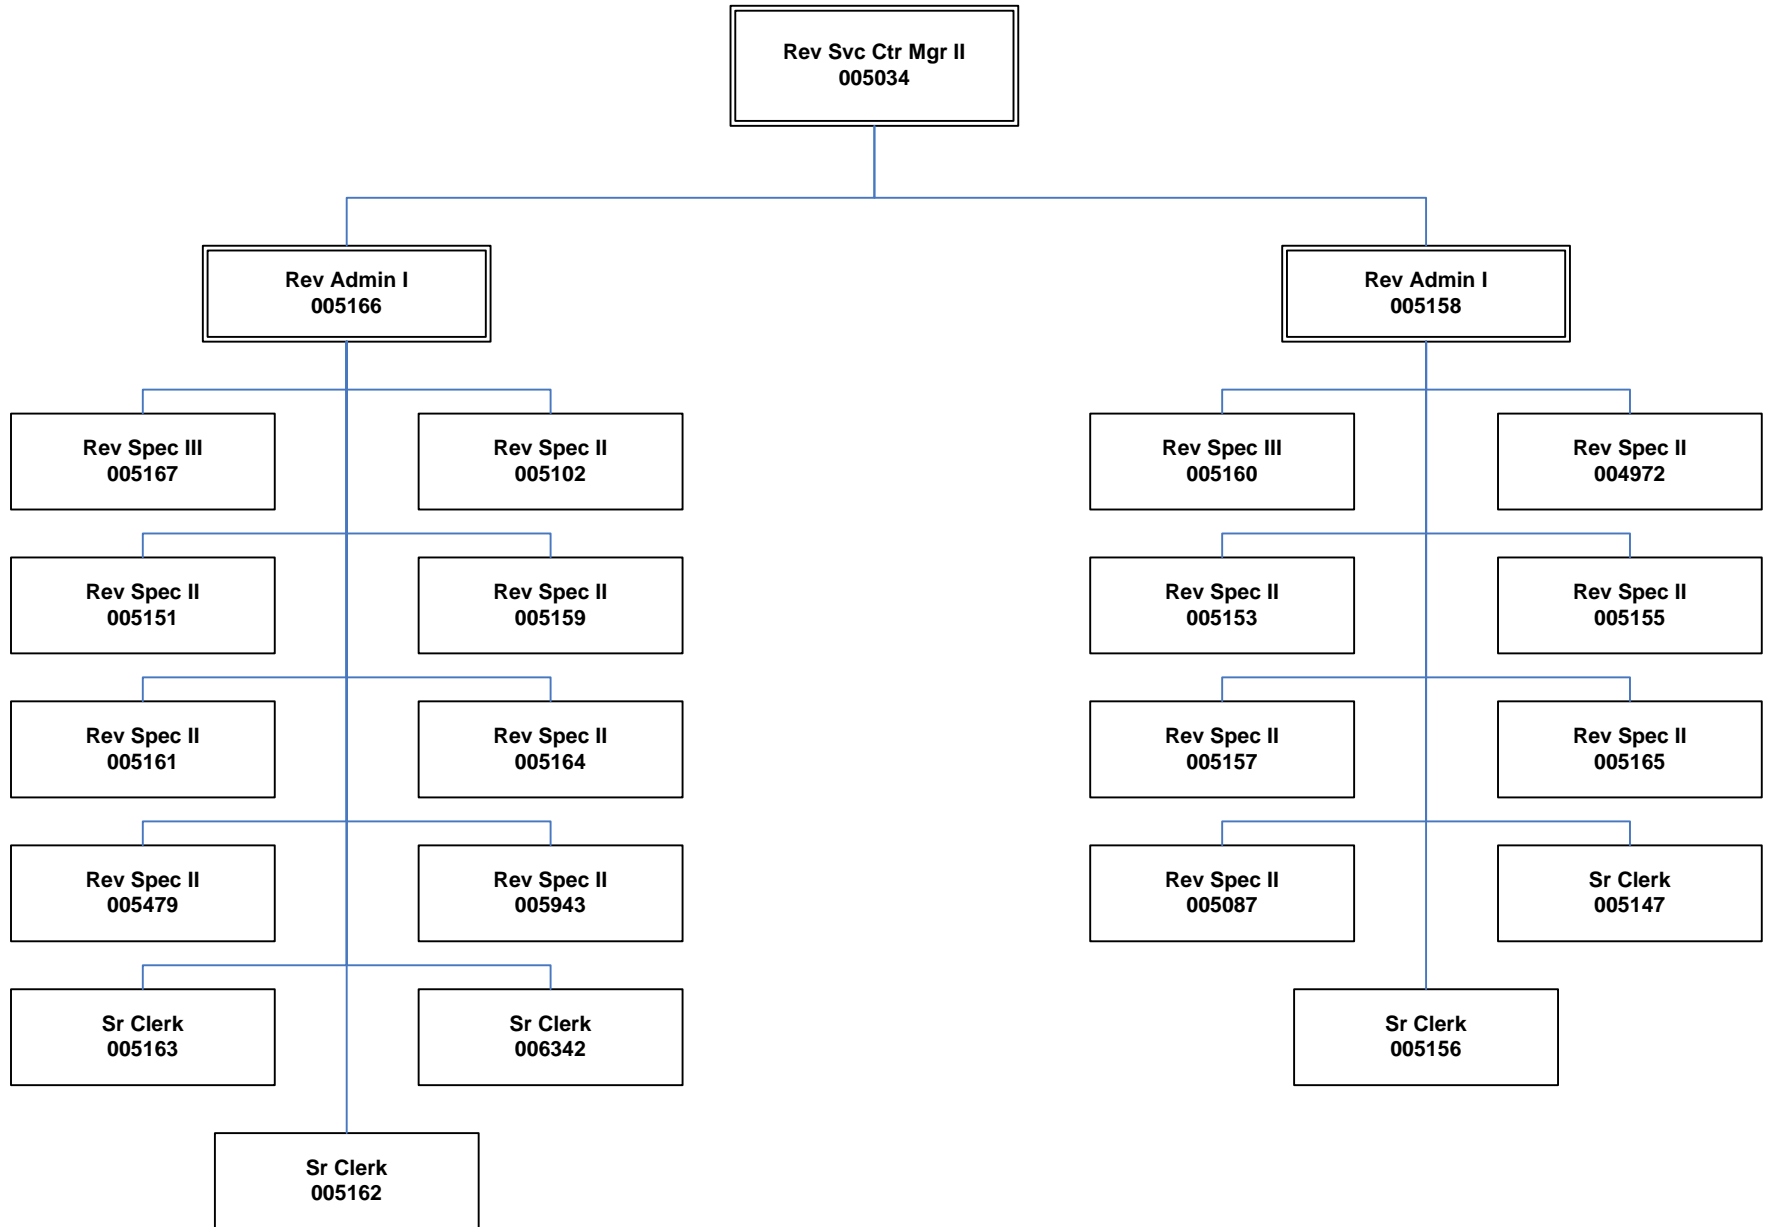 Rev Svc Ctr Mgr II
005034
Rev Admin I
005166
Rev Admin I
005158
Rev Spec III
005167
Rev Spec II
005102
Rev Spec III
005160
Rev Spec II
004972
Rev Spec II
005151
Rev Spec II
005159
Rev Spec II
005153
Rev Spec II
005155
Rev Spec II
005161
Rev Spec II
005164
Rev Spec II
005157
Rev Spec II
005165
Rev Spec II
005479
Rev Spec II
005943
Rev Spec II
005087
Sr Clerk
005147
Sr Clerk
005163
Sr Clerk
006342
Sr Clerk
005156
Sr Clerk
005162